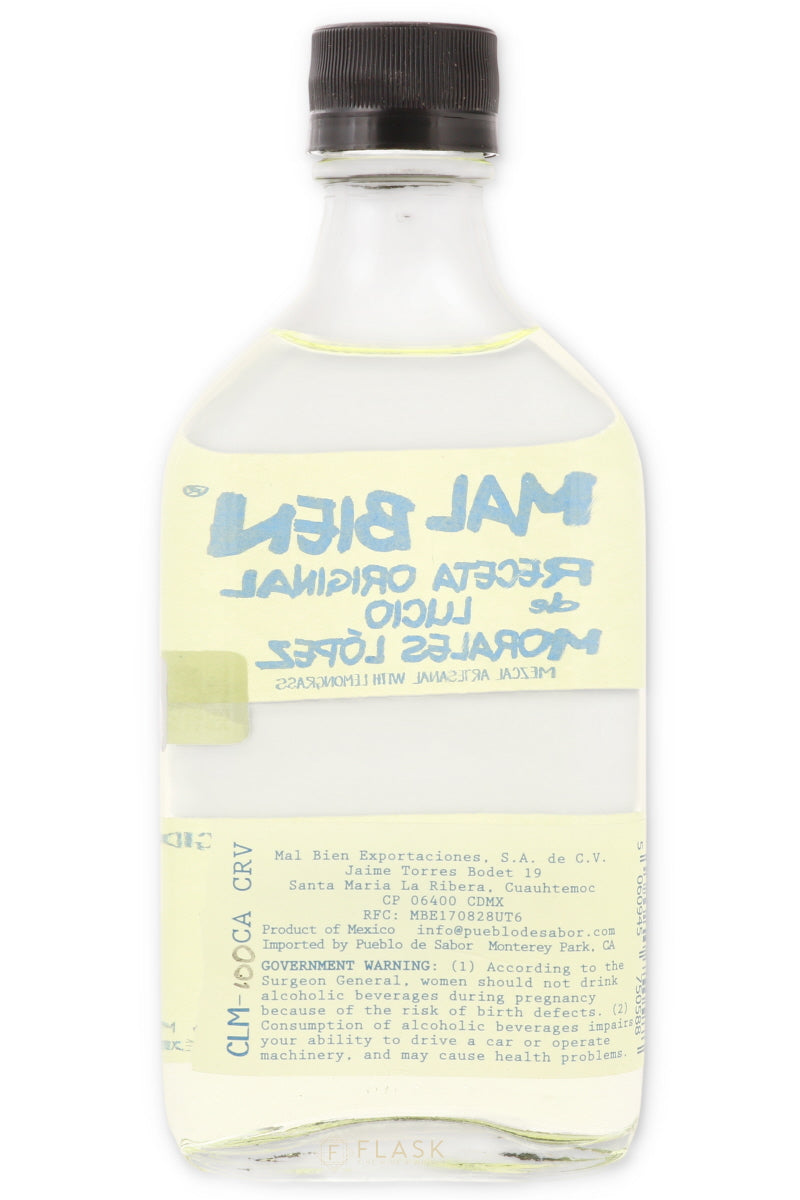 MAL BIEN
RECETA ORIGINAL
de LUCIO
MORALES LÓPEZ
MEZCAL ARTESANAL WITH LEMONGRASS
CLM-100CA CRV
Mal Bien Exportaciones, S.A. de C.V.
Jaime Torres Bodet 19
Santa Maria La Ribera, Cuauhtemoc
CP 06400 CDMX
RFC: MBE170828UT6
Product of Mexico info@pueblodesabor.com
Imported by Pueblo de Sabor Monterey Park, CA
GOVERNMENT WARNING: (1) According to the
Surgeon General, women should not drink
alcoholic beverages during pregnancy
because of the risk of birth defects. (2)
Consumption of alcoholic beverages impairs
your ability to drive a car or operate
machinery, and may cause health problems.
F FLASK